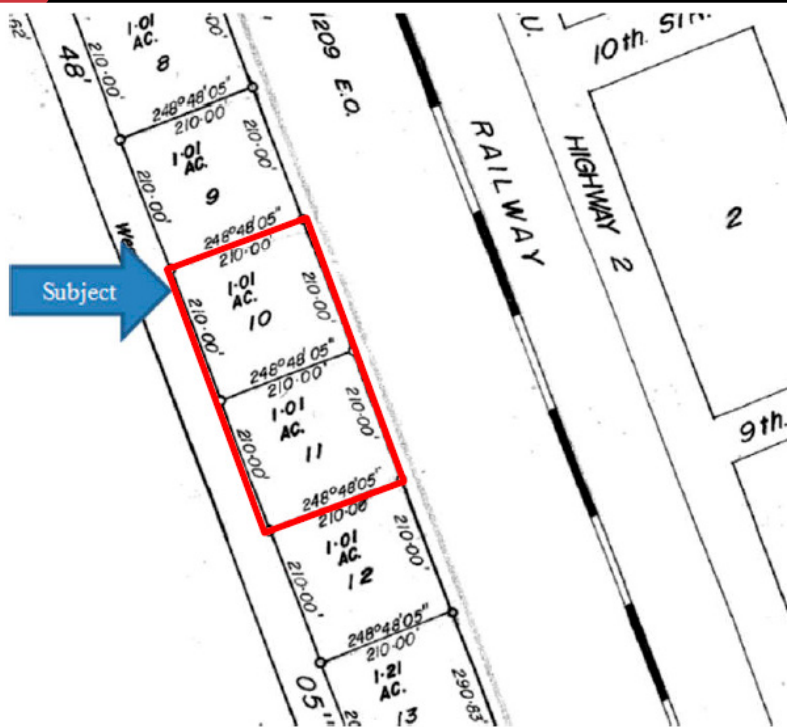 .62'
48'
1·01
AC.
8
.00'
210·00'
1209 E.O.
U.
10th. STR.
248°48'05"
210·00'
210·00'
1·01
AC.
9
210·00'
RAILWAY
HIGHWAY 2
2
248°48'05"
210·00'
Subject
210·00'
1·01
AC.
10
210·00'
248°48'05"
210·00'
210·00'
1·01
AC.
11
210·00'
9th.
248°48'05"
210·00'
210·00'
1·01
AC.
12
210·00'
248°48'05"
210·00'
05"
1·21
AC.
13
290·83'